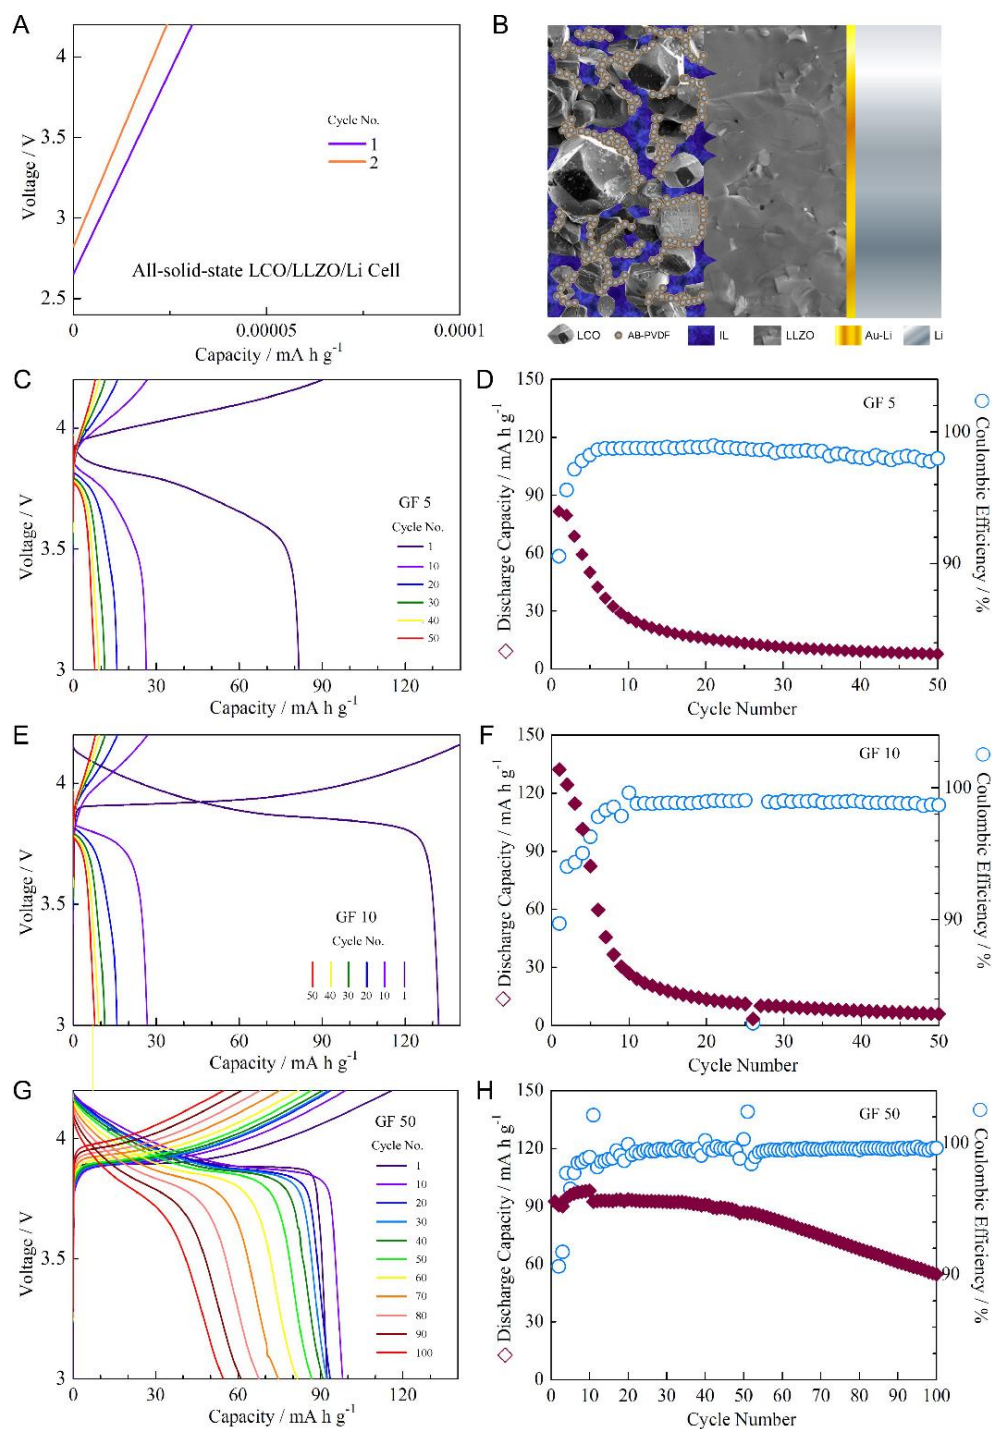 A
Voltage / V
4
3.5
3
2.5
Cycle No.
1
2
All-solid-state LCO/LLZO/Li Cell
0
0.00005
0.0001
Capacity / mA h g-1
B
LCO
AB-PVDF
IL
LLZO
Au-Li
Li
C
Voltage / V
4
3.5
3
GF 5
Cycle No.
1
10
20
30
40
50
0 30 60 90 120
Capacity / mA h g-1
D
Discharge Capacity / mA h g-1
150
120
90
60
30
0
GF 5
100
90
Coulombic Efficiency / %
0 10 20 30 40 50
Cycle Number
E
Voltage / V
4
3.5
3
GF 10
Cycle No.
50 40 30 20 10 1
0 30 60 90 120
Capacity / mA h g-1
F
Discharge Capacity / mA h g-1
150
120
90
60
30
0
GF 10
100
90
Coulombic Efficiency / %
0 10 20 30 40 50
Cycle Number
G
Voltage / V
4
3.5
3
GF 50
Cycle No.
1
10
20
30
40
50
60
70
80
90
100
0 30 60 90 120
Capacity / mA h g-1
H
Discharge Capacity / mA h g-1
150
120
90
60
30
0
GF 50
100
90
Coulombic Efficiency / %
0 10 20 30 40 50 60 70 80 90 100
Cycle Number